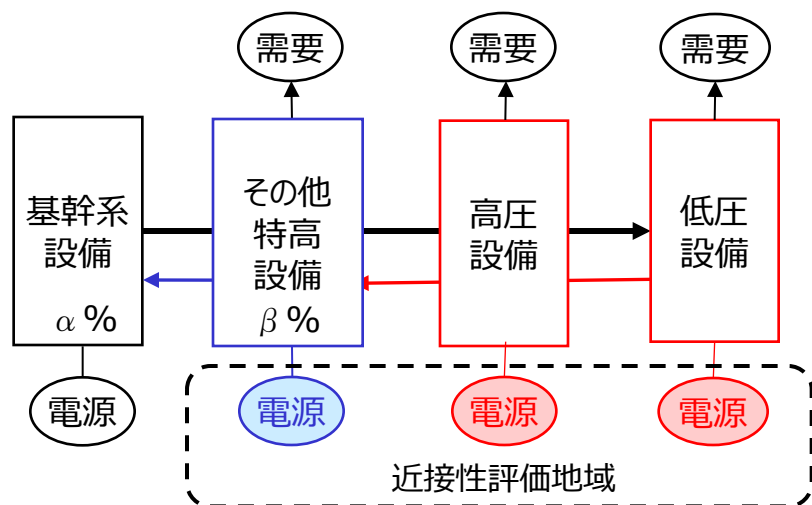 需要
需要
需要
基幹系
設備
α %
その他
特高
設備
β %
高圧
設備
低圧
設備
電源
電源
電源
電源
近接性評価地域